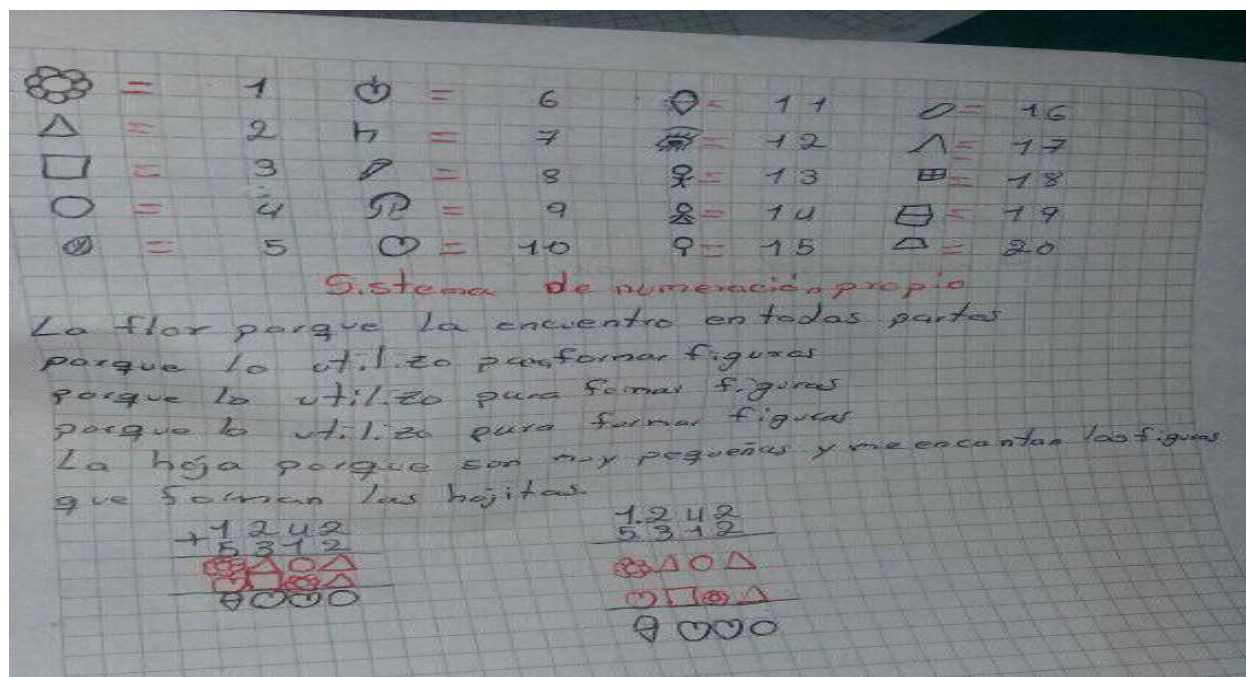 = 1 = 6 = 11 = 16
= 2 = 7 = 12 = 17
= 3 = 8 = 13 = 18
= 4 = 9 = 14 = 19
= 5 = 10 = 15 = 20
Sistema de numeración propio
La flor porque la encuentro en todas partes
porque lo utilizo para formar figuras
porque lo utilizo para formar figuras
porque lo utilizo para formar figuras
La hoja porque son muy pequeñas y me encantan las figuras
que forman las hojitas.
+1242
5312
1.242
5312